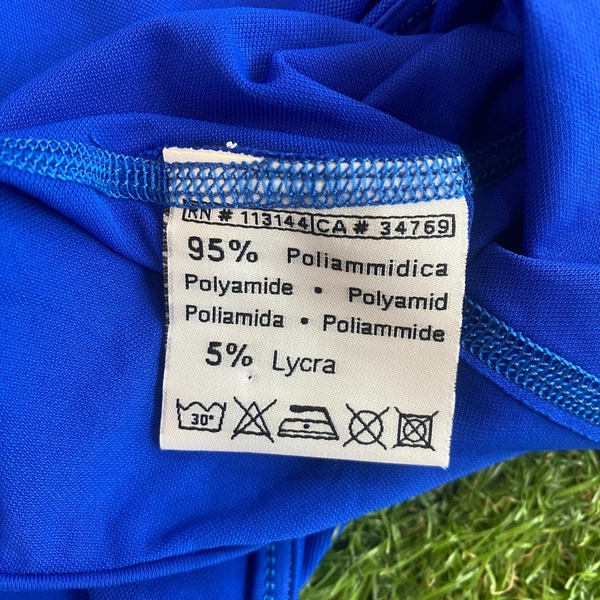 RN # 113144 CA # 34769
95% Poliammidica
Polyamide • Polyamid
Poliamida • Poliammide
5% Lycra
30°